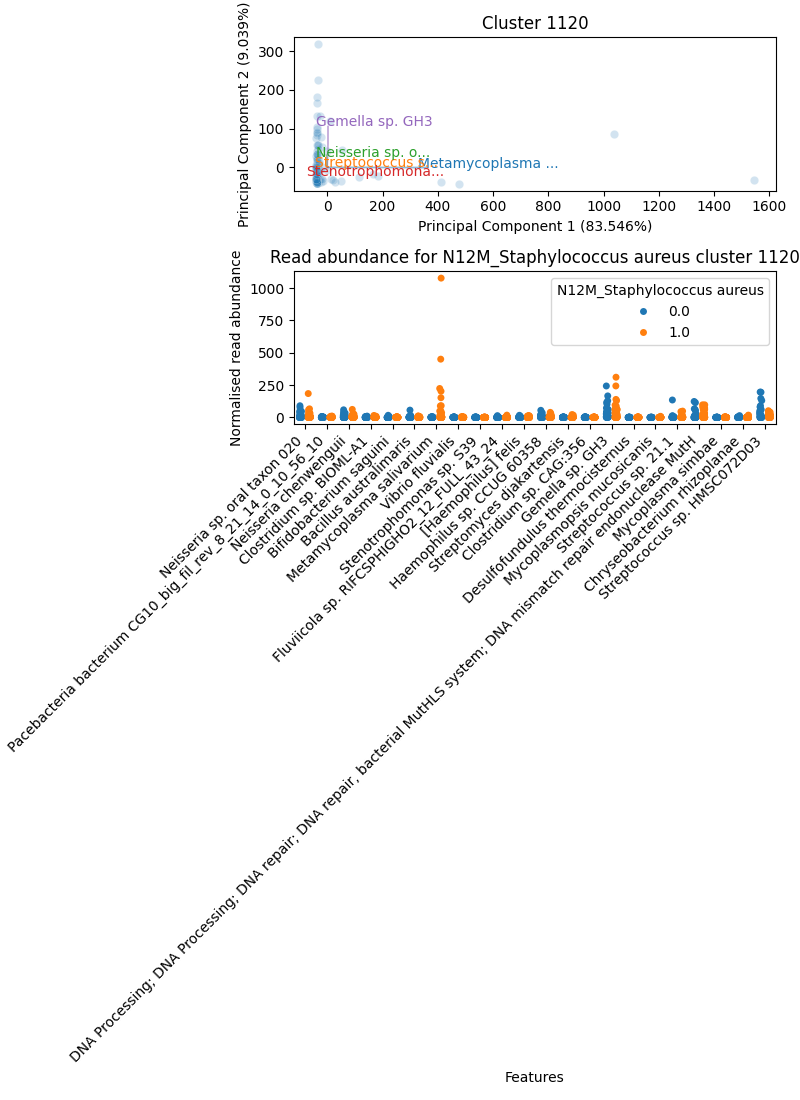 Cluster 1120
Principal Component 2 (9.039%)
300
200
100
0
Gemella sp. GH3
Neisseria sp. o...
Streptococcus s...
Metamycoplasma ...
Stenotrophomona...
0
200
400
600
800
1000
1200
1400
1600
Principal Component 1 (83.546%)
Read abundance for N12M_Staphylococcus aureus cluster 1120
Normalised read abundance
1000
750
500
250
0
N12M_Staphylococcus aureus
0.0
1.0
Neisseria sp. oral taxon 020
Pacebacteria bacterium CG10_big_fil_rev_8_21_14_0_10_56_10
Neisseria chenwenguii
Clostridium sp. BIOML-A1
Bifidobacterium saguini
Bacillus australimaris
Metamycoplasma salivarium
Vibrio fluvialis
Stenotrophomonas sp. S39
Fluviicola sp. RIFCSPHIGHO2_12_FULL_43_24
[Haemophilus] felis
Haemophilus sp. CCUG 60358
Streptomyces djakartensis
Clostridium sp. CAG:356
Gemella sp. GH3
Desulfofundulus thermocisternus
Mycoplasmopsis mucosicanis
Streptococcus sp. 21.1
DNA Processing; DNA Processing; DNA repair; DNA repair, bacterial MutHLS system; DNA mismatch repair endonuclease MutH
Mycoplasma simbae
Chryseobacterium rhizoplanae
Streptococcus sp. HMSC072D03
Features